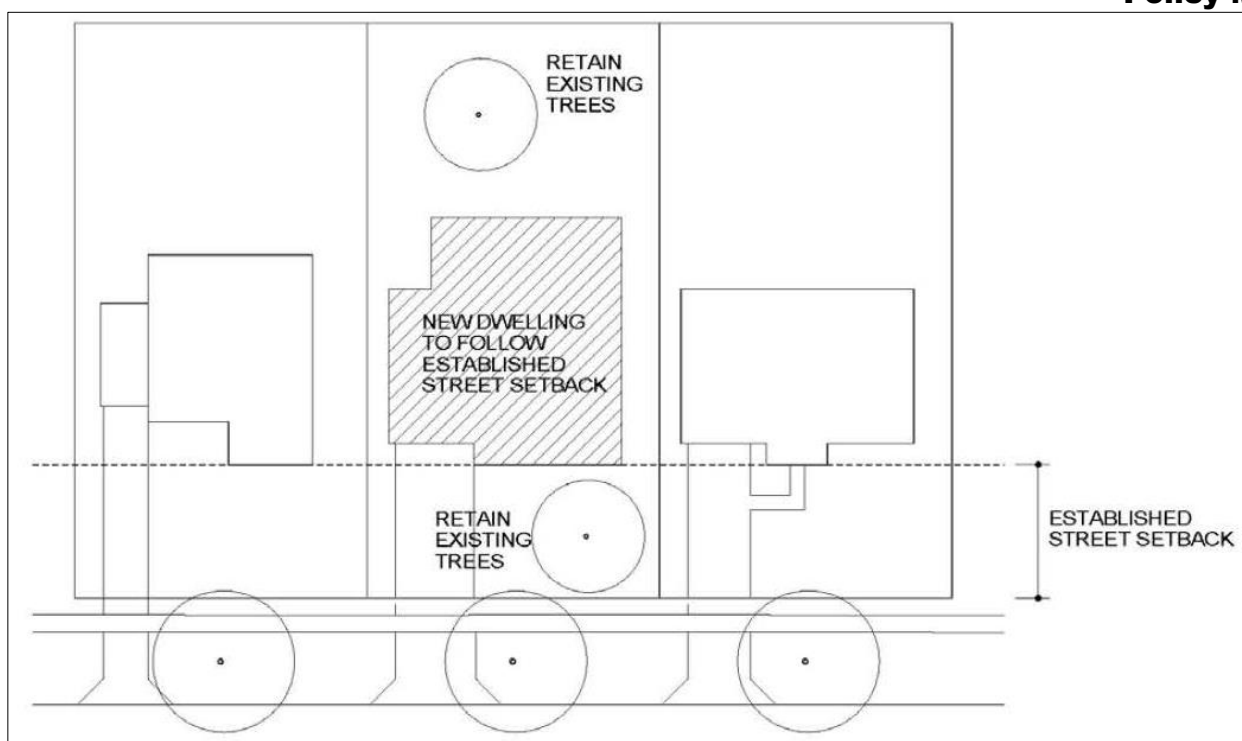 RETAIN
EXISTING
TREES
NEW DWELLING
TO FOLLOW
ESTABLISHED
STREET SETBACK
RETAIN
EXISTING
TREES
ESTABLISHED
STREET SETBACK